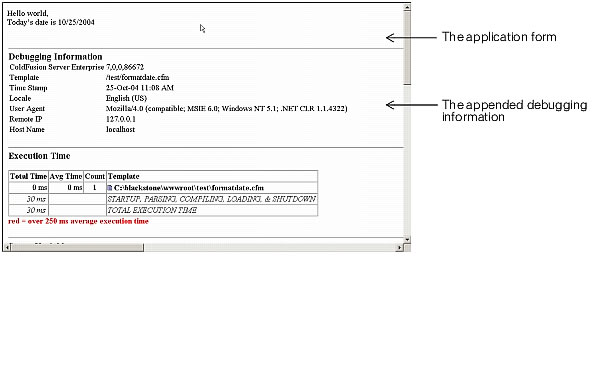 Hello world,
Today's date is 10/25/2004
The application form
Debugging Information
ColdFusion Server Enterprise 7,0,0,86672
Template /test/formatdate.cfm
Time Stamp 25-Oct-04 11:08 AM
Locale English (US)
User Agent Mozilla/4.0 (compatible; MSIE 6.0; Windows NT 5.1; .NET CLR 1.1.4322)
Remote IP 127.0.0.1
Host Name localhost
The appended debugging
information
Execution Time
Total Time Avg Time Count Template
0 ms 0 ms 1 C:\blackstone\wwwroot\test\formatdate.cfm
30 ms STARTUP, PARSING, COMPILING, LOADING, & SHUTDOWN
30 ms TOTAL EXECUTION TIME
red = over 250 ms average execution time